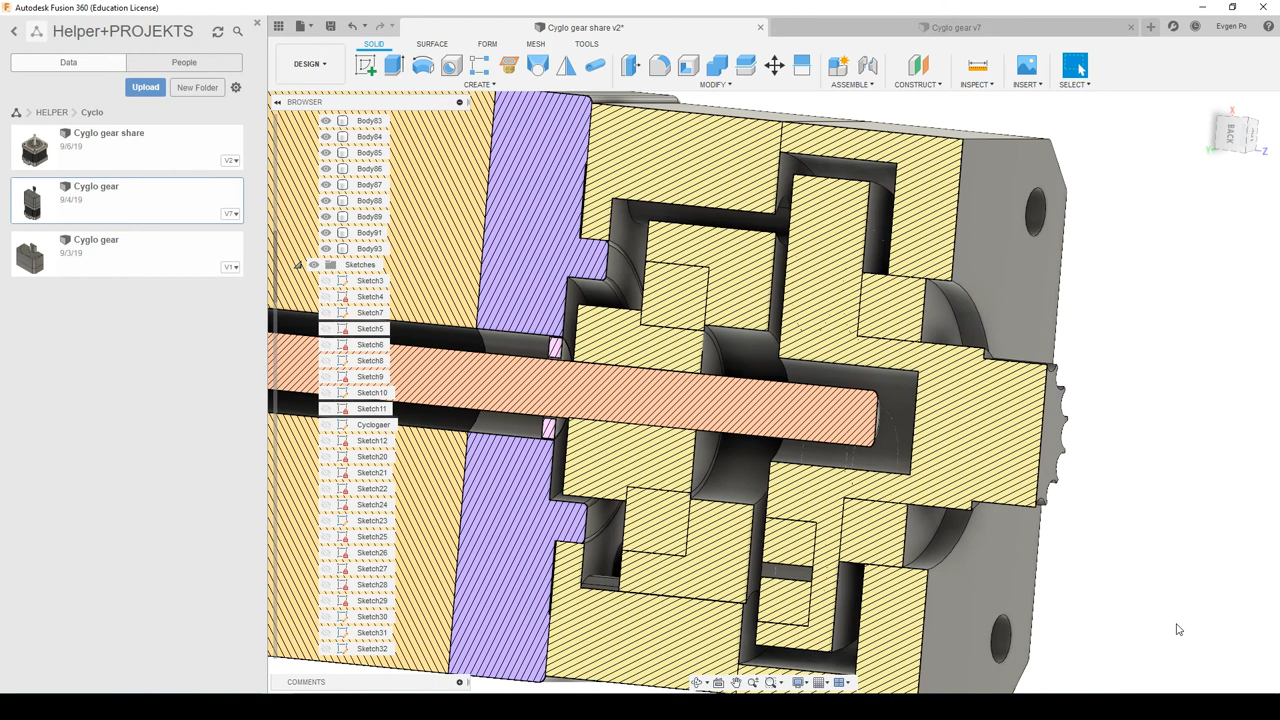 Autodesk Fusion 360 (Education License)
Helper+PROJEKTS
Data
People
Upload
New Folder
HELPER
Cyclo
Cyglo gear share
9/6/19
V2
Cyglo gear
9/4/19
V7
Cyglo gear
9/3/19
V1
Cyglo gear share v2*
Cyglo gear v7
Evgen Po
SOLID
SURFACE
FORM
MESH
TOOLS
DESIGN
CREATE
MODIFY
ASSEMBLE
CONSTRUCT
INSPECT
INSERT
SELECT
BROWSER
Body83
Body84
Body85
Body86
Body87
Body88
Body89
Body91
Body93
Sketches
Sketch3
Sketch4
Sketch7
Sketch5
Sketch6
Sketch8
Sketch9
Sketch10
Sketch11
Cyclogaer
Sketch12
Sketch20
Sketch21
Sketch22
Sketch24
Sketch23
Sketch25
Sketch26
Sketch27
Sketch28
Sketch29
Sketch30
Sketch31
Sketch32
COMMENTS
BACK
X
Y
Z